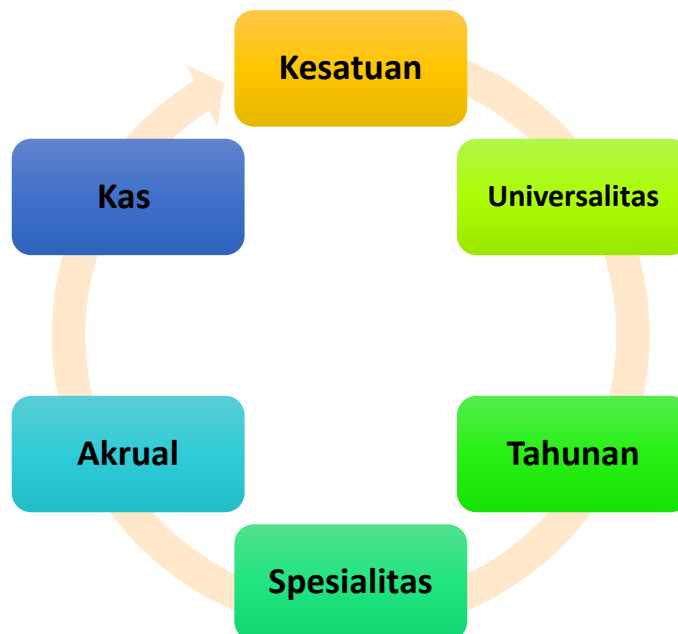 Kesatuan
Universalitas
Tahunan
Spesialitas
Akrual
Kas